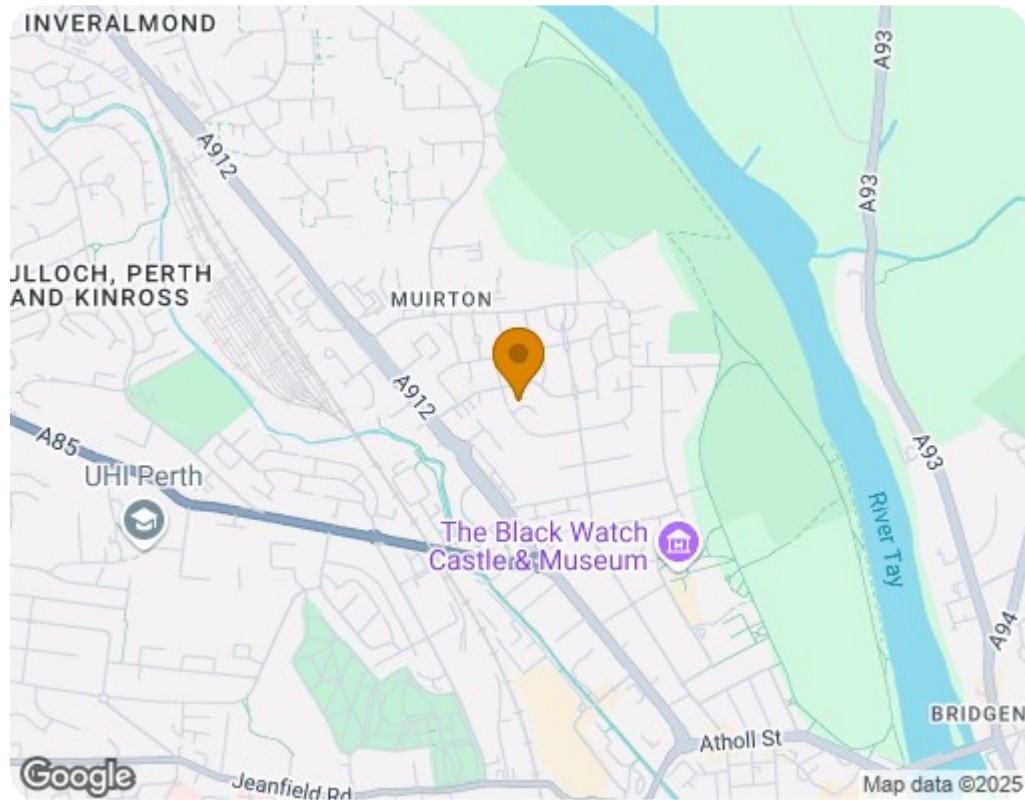 INVERALMOND
A93
A912
A93
ULLOCH, PERTH
AND KINROSS
MUIRTON
A912
A85
A93
UHI Perth
The Black Watch
Castle & Museum
River Tay
A94
BRIDGEN
Atholl St
Jeanfield Rd
Google
Map data ©2025